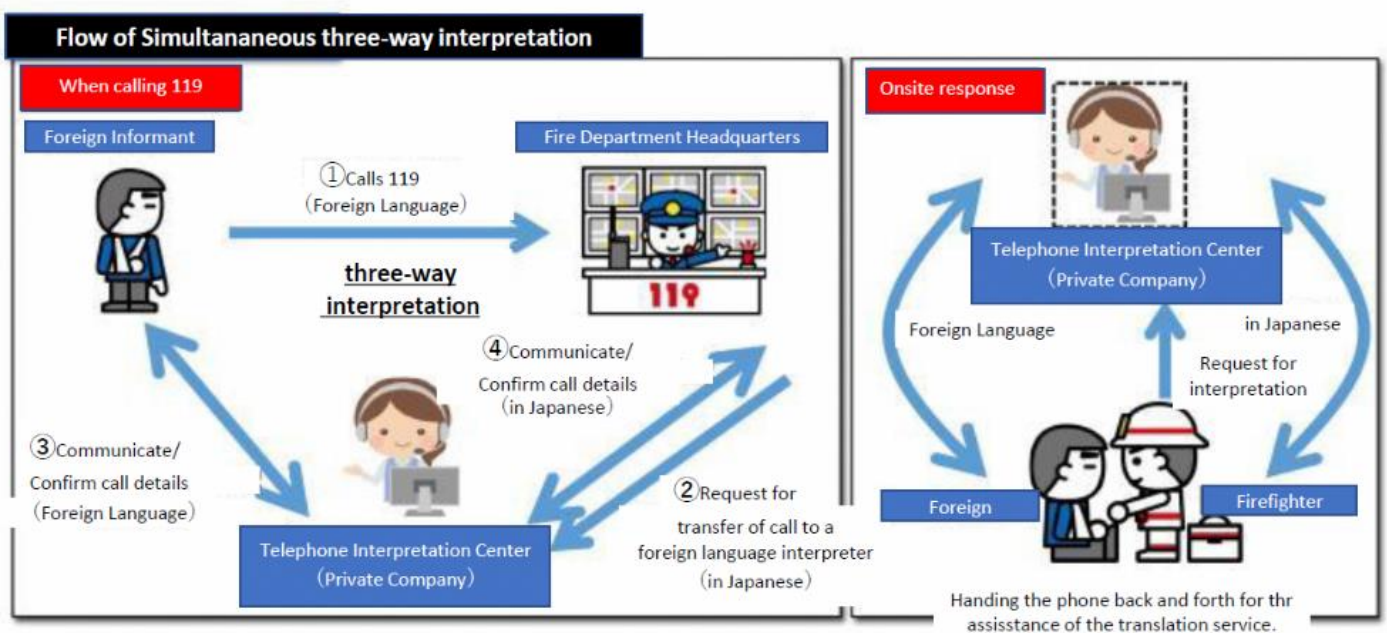 Flow of Simultananeous three-way interpretation
When calling 119
Foreign Informant
Fire Department Headquarters
①Calls 119
(Foreign Language)
three-way
interpretation
119
④Communicate/
Confirm call details
(in Japanese)
③Communicate/
Confirm call details
(Foreign Language)
②Request for
transfer of call to a
foreign language interpreter
(in Japanese)
Telephone Interpretation Center
(Private Company)
Onsite response
Telephone Interpretation Center
(Private Company)
Foreign Language
in Japanese
Request for
interpretation
Foreign
Firefighter
Handing the phone back and forth for thr
assisstance of the translation service.